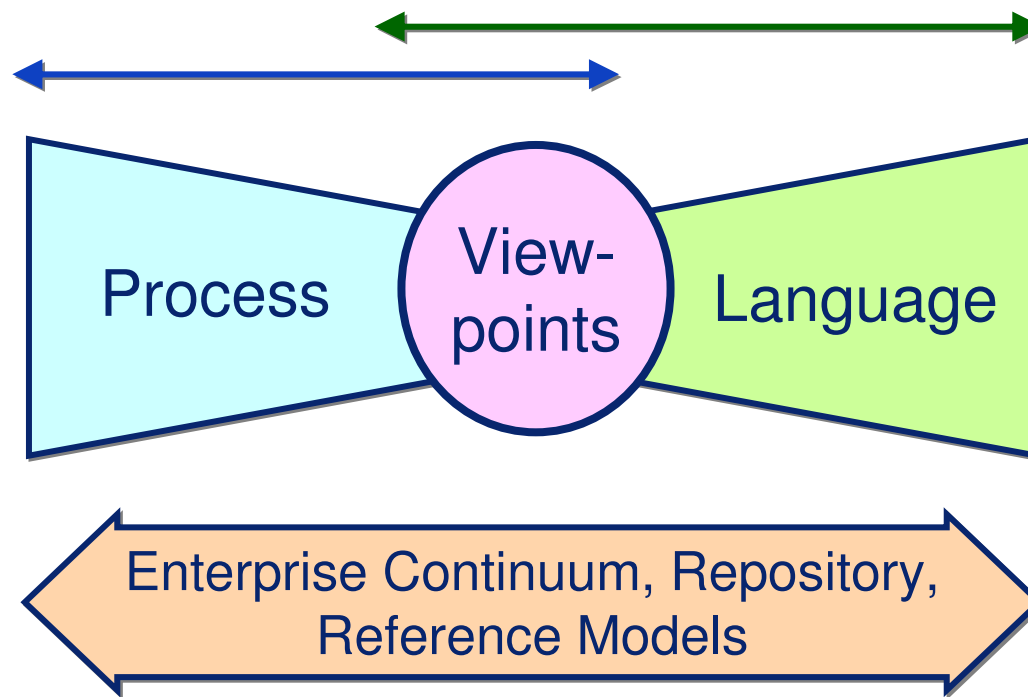 Process
View-
points
Language
Enterprise Continuum, Repository,
Reference Models